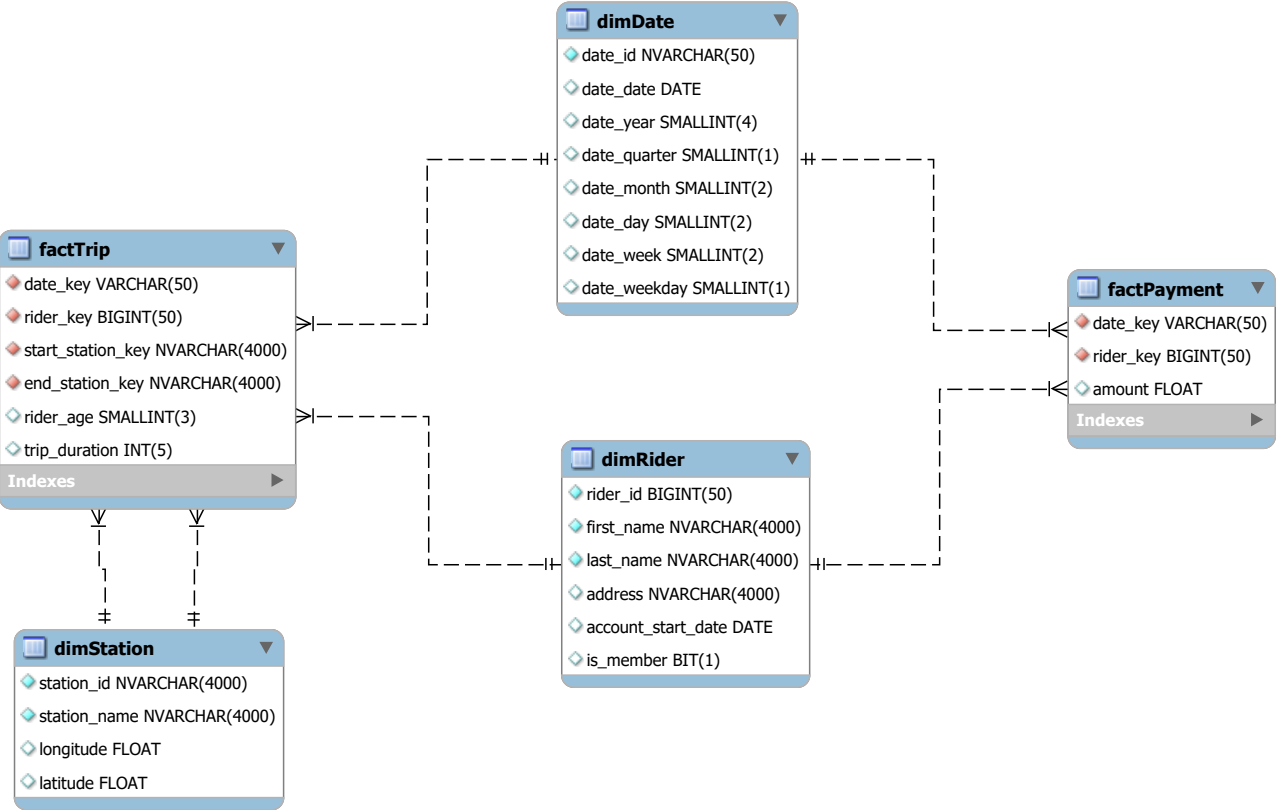 dimDate
date_id NVARCHAR(50)
date_date DATE
date_year SMALLINT(4)
date_quarter SMALLINT(1)
date_month SMALLINT(2)
date_day SMALLINT(2)
date_week SMALLINT(2)
date_weekday SMALLINT(1)
factTrip
date_key VARCHAR(50)
rider_key BIGINT(50)
start_station_key NVARCHAR(4000)
end_station_key NVARCHAR(4000)
rider_age SMALLINT(3)
trip_duration INT(5)
Indexes
factPayment
date_key VARCHAR(50)
rider_key BIGINT(50)
amount FLOAT
Indexes
dimRider
rider_id BIGINT(50)
first_name NVARCHAR(4000)
last_name NVARCHAR(4000)
address NVARCHAR(4000)
account_start_date DATE
is_member BIT(1)
dimStation
station_id NVARCHAR(4000)
station_name NVARCHAR(4000)
longitude FLOAT
latitude FLOAT